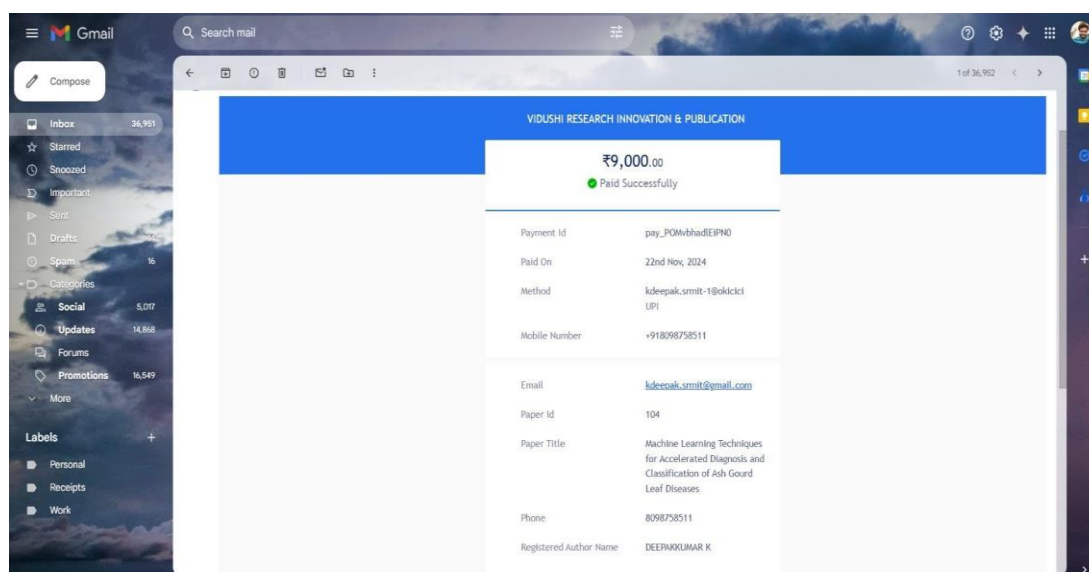 Gmail
Search mail
Compose
1 of 36,952
Inbox 36,951
Starred
Snoozed
Important
Sent
Drafts
Spam 16
Categories
Social 5,017
Updates 14,868
Forums
Promotions 16,549
More
Labels
Personal
Receipts
Work
VIDUSHI RESEARCH INNOVATION & PUBLICATION
₹9,000.00
Paid Successfully
Payment Id pay_POMvbhadlEiPN0
Paid On 22nd Nov, 2024
Method kdeepak.srmit-1@okicici
UPI
Mobile Number +918098758511
Email kdeepak.srmit@gmail.com
Paper Id 104
Paper Title Machine Learning Techniques
for Accelerated Diagnosis and
Classification of Ash Gourd
Leaf Diseases
Phone 8098758511
Registered Author Name DEEPAKKUMAR K